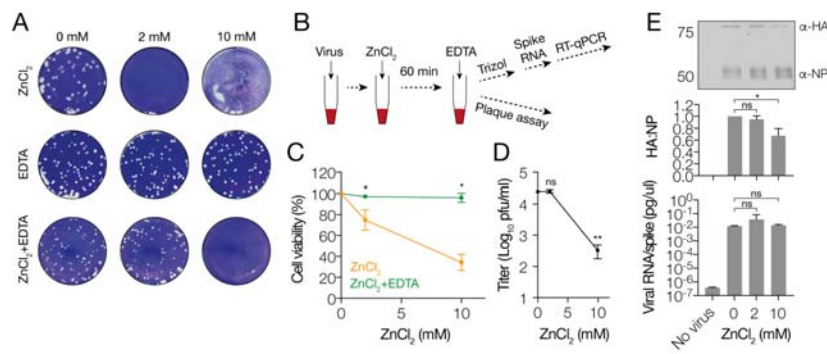 A
0 mM 2 mM 10 mM
ZnCl₂
EDTA
ZnCl₂+EDTA
B
Virus ZnCl₂ EDTA
60 min
Trizol Spike RNA RT-qPCR
Plaque assay
C
Cell viability (%)
120
100
80
60
40
20
0
* *
ZnCl₂
ZnCl₂+EDTA
0 5 10
ZnCl₂ (mM)
D
Titer (Log₁₀ pfu/ml)
5
4
3
2
1
ns
**
0 5 10
ZnCl₂ (mM)
E
75
50
α-HA
α-NP
HA:NP
1.2
1.0
0.8
0.6
0.4
0.2
0.0
*
ns
Viral RNA/spike (pg/ul)
10⁰
10⁻¹
10⁻²
10⁻³
10⁻⁴
10⁻⁵
10⁻⁶
10⁻⁷
ns
ns
No virus 0 2 10
ZnCl₂ (mM)